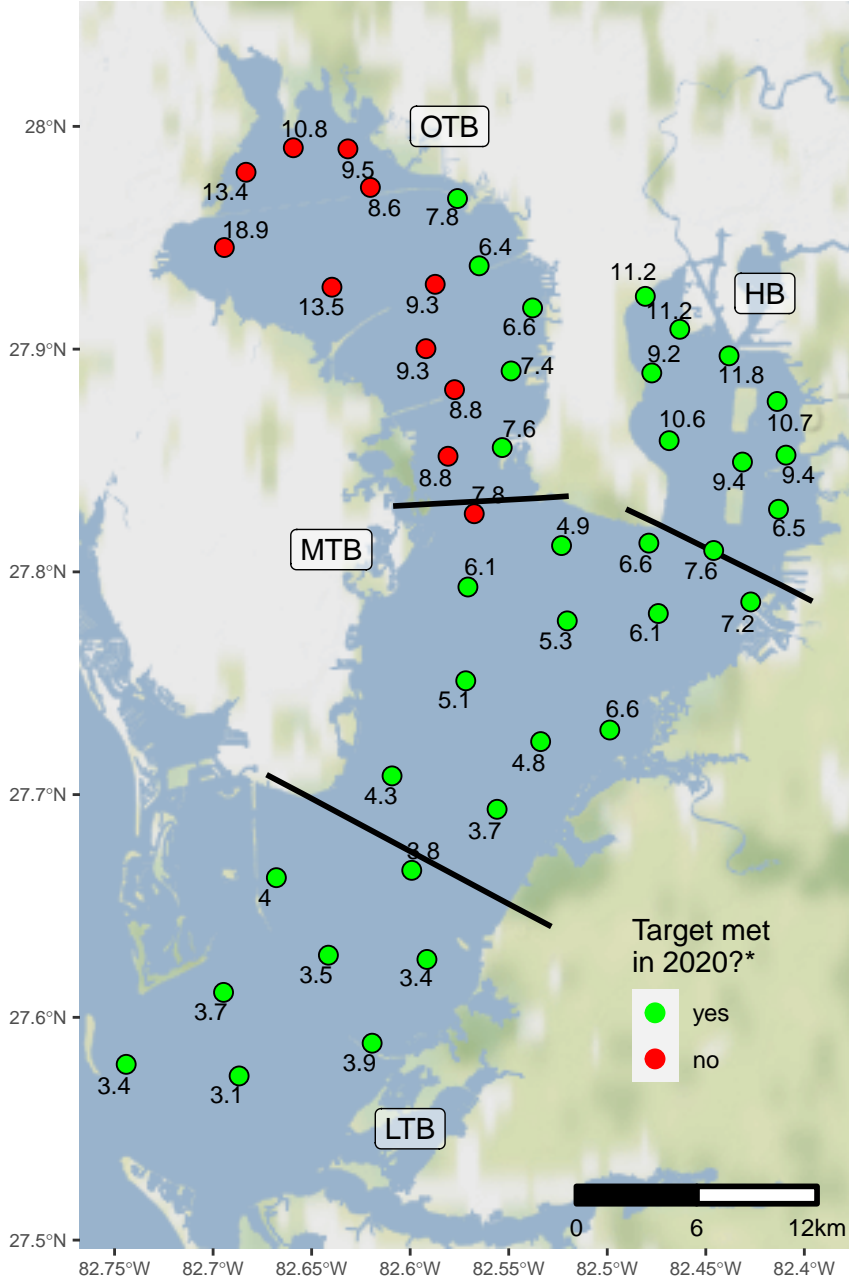 28°N
27.9°N
27.8°N
27.7°N
27.6°N
27.5°N
OTB
10.8
9.5
13.4
8.6
7.8
18.9
6.4
11.2
HB
13.5
9.3
6.6
11.2
9.3
7.4
9.2
11.8
8.8
10.7
7.6
10.6
8.8
9.4
9.4
7.8
6.5
MTB
4.9
6.6
7.6
6.1
7.2
5.3
6.1
5.1
6.6
4.8
4.3
3.7
3.8
4
3.5
3.4
3.7
3.9
3.4
3.1
LTB
Target met
in 2020?*
yes
no
0 6 12km
82.75°W 82.7°W 82.65°W 82.6°W 82.55°W 82.5°W 82.45°W 82.4°W